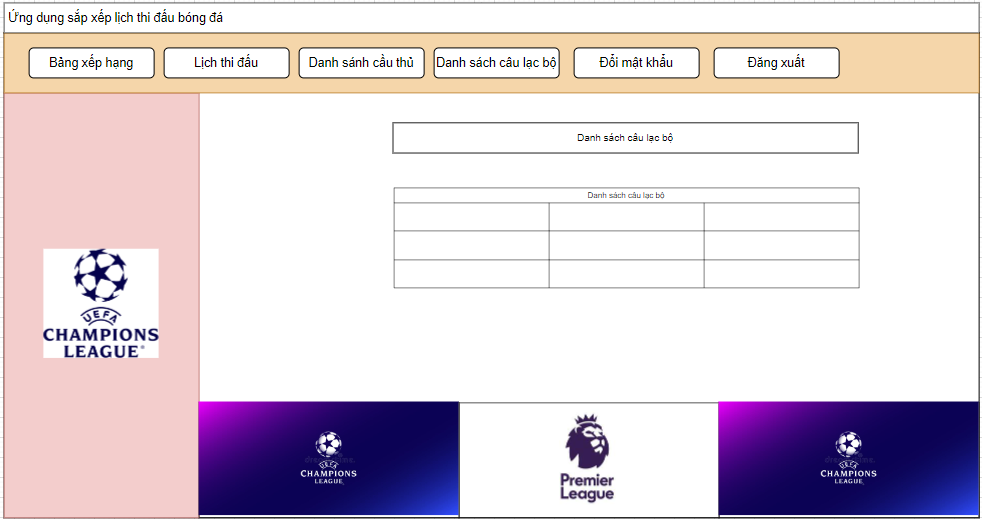 Ứng dụng sắp xếp lịch thi đấu bóng đá
Bảng xếp hạng
Lịch thi đấu
Danh sánh cầu thủ
Danh sách câu lạc bộ
Đổi mật khẩu
Đăng xuất
Danh sách câu lạc bộ
Danh sách câu lạc bộ
UEFA
CHAMPIONS
LEAGUE
UEFA
CHAMPIONS
LEAGUE
Premier
League
UEFA
CHAMPIONS
LEAGUE